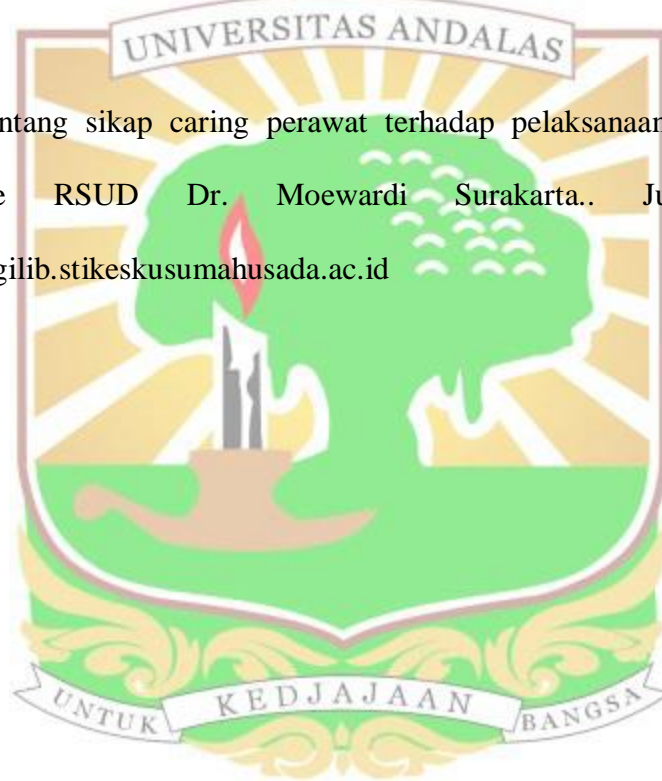 UNIVERSITAS ANDALAS
ntang sikap caring perawat terhadap pelaksanaan
e RSUD Dr. Moewardi Surakarta.. Ju
gilib.stikeskusumahusada.ac.id
UNTUK KEDJAJAAN BANGSA